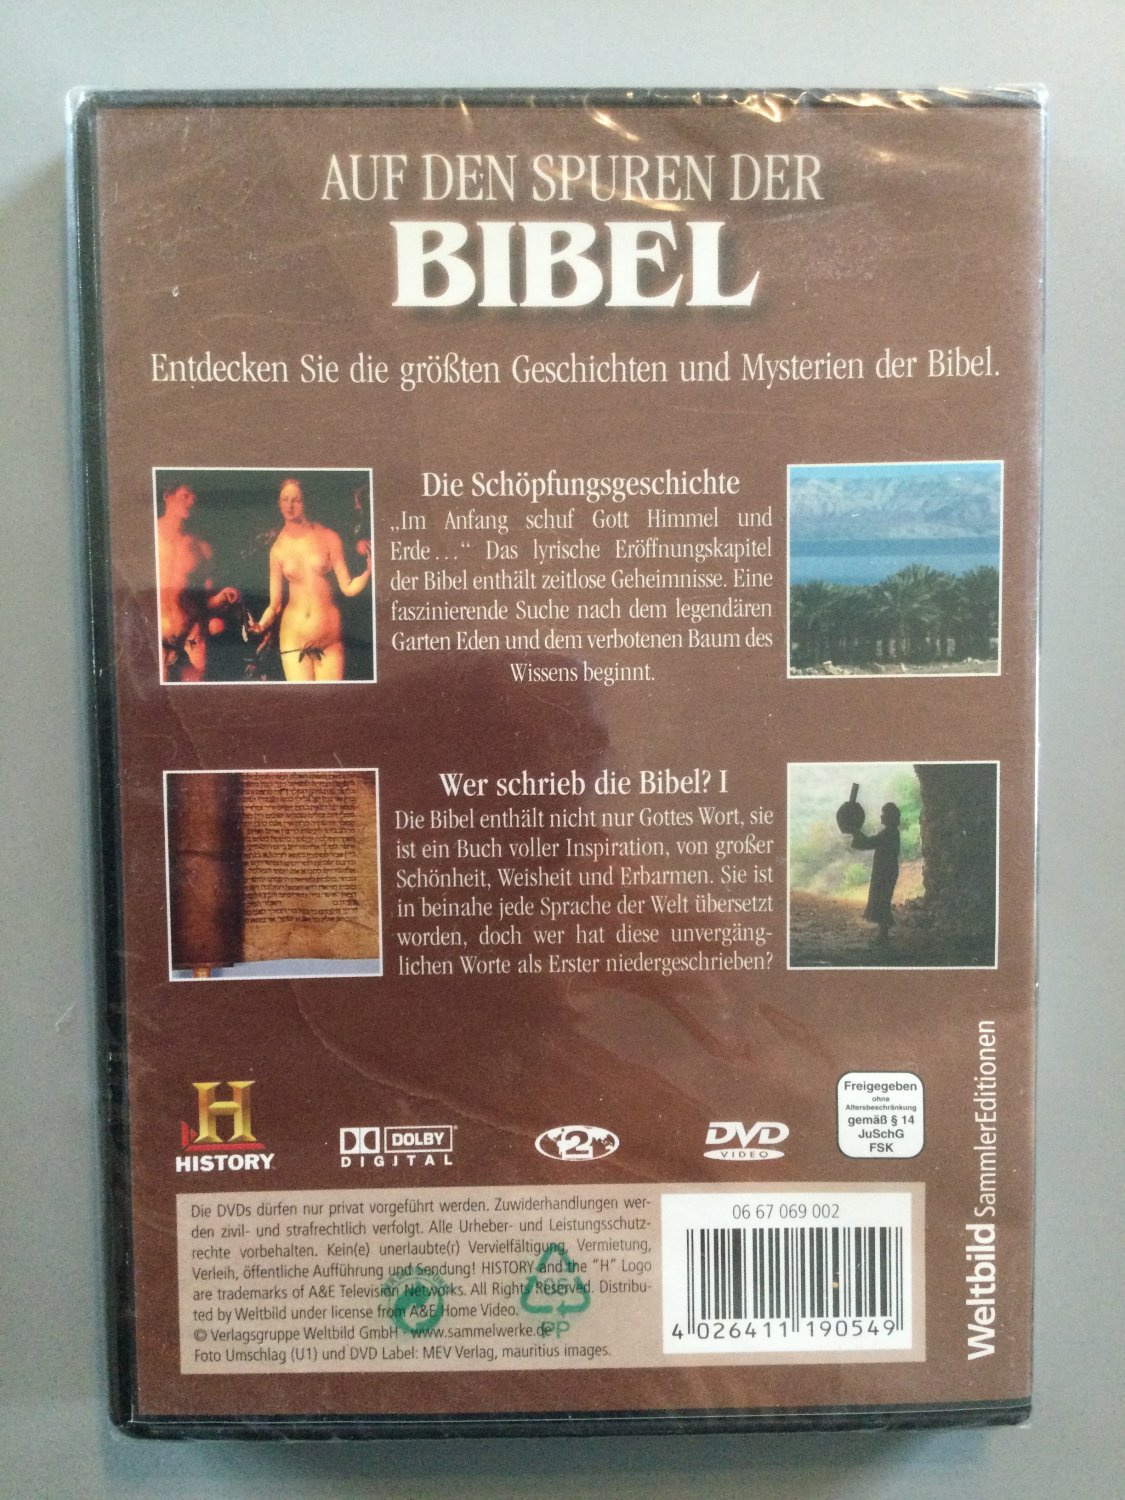 AUF DEN SPUREN DER
BIBEL
Entdecken Sie die größten Geschichten und Mysterien der Bibel.
Die Schöpfungsgeschichte
„Im Anfang schuf Gott Himmel und
Erde…“ Das lyrische Eröffnungskapitel
der Bibel enthält zeitlose Geheimnisse. Eine
faszinierende Suche nach dem legendären
Garten Eden und dem verbotenen Baum des
Wissens beginnt.
Wer schrieb die Bibel? I
Die Bibel enthält nicht nur Gottes Wort, sie
ist ein Buch voller Inspiration, von großer
Schönheit, Weisheit und Erbarmen. Sie ist
in beinahe jede Sprache der Welt übersetzt
worden, doch wer hat diese unvergäng-
lichen Worte als Erster niedergeschrieben?
Weltbild SammlerEditionen
H
HISTORY
DOLBY
DIGITAL
2
DVD
VIDEO
Freigegeben
ohne
Altersbeschränkung
gemäß § 14
JuSchG
FSK
Die DVDs dürfen nur privat vorgeführt werden. Zuwiderhandlungen wer-
den zivil- und strafrechtlich verfolgt. Alle Urheber- und Leistungsschutz-
rechte vorbehalten. Kein(e) unerlaubte(r) Vervielfältigung, Vermietung,
Verleih, öffentliche Aufführung und Sendung! HISTORY and the "H" Logo
are trademarks of A&E Television Networks. All Rights Reserved. Distribu-
ted by Weltbild under license from A&E Home Video.
© Verlagsgruppe Weltbild GmbH · www.sammelwerke.de
Foto Umschlag (U1) und DVD Label: MEV Verlag, mauritius images.
PP
06 67 069 002
4 026411 190549